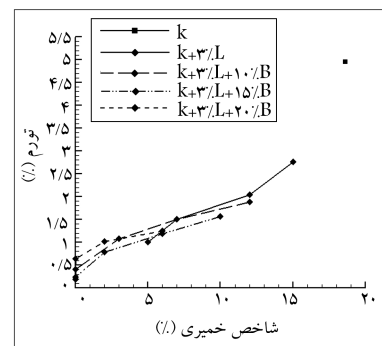 k
k+۳٪L
k+۳٪L+۱۰٪B
k+۳٪L+۱۵٪B
k+۳٪L+۲۰٪B
۵/۵
۵
۴/۵
۴
۳/۵
۳
۲/۵
۲
۱/۵
۱
۰/۵
۰
تورم (٪)
۰
۵
۱۰
۱۵
۲۰
شاخص خمیری (٪)